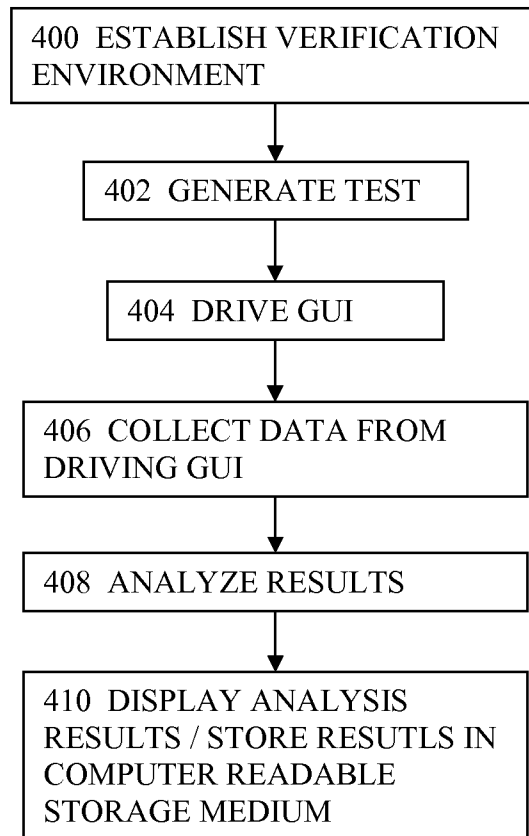 400 ESTABLISH VERIFICATION
ENVIRONMENT
402 GENERATE TEST
404 DRIVE GUI
406 COLLECT DATA FROM
DRIVING GUI
408 ANALYZE RESULTS
410 DISPLAY ANALYSIS
RESULTS / STORE RESUTLS IN
COMPUTER READABLE
STORAGE MEDIUM